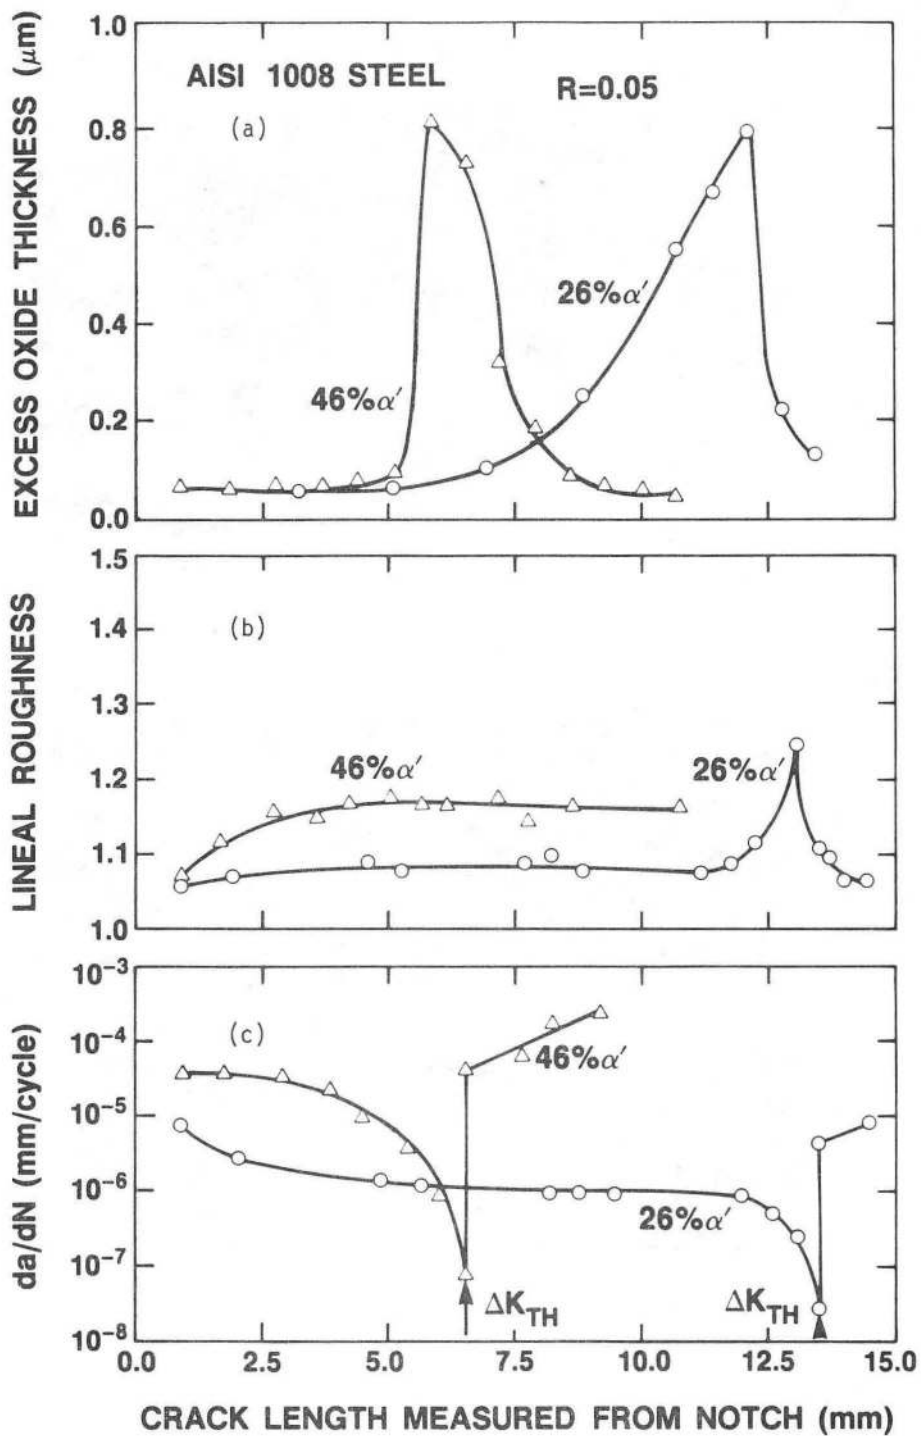 EXCESS OXIDE THICKNESS (μm)
1.0
0.8
0.6
0.4
0.2
0.0
AISI 1008 STEEL
R=0.05
(a)
46%α′
26%α′
LINEAL ROUGHNESS
1.5
1.4
1.3
1.2
1.1
1.0
(b)
46%α′
26%α′
da/dN (mm/cycle)
10⁻³
10⁻⁴
10⁻⁵
10⁻⁶
10⁻⁷
10⁻⁸
(c)
46%α′
26%α′
ΔK_TH
ΔK_TH
0.0 2.5 5.0 7.5 10.0 12.5 15.0
CRACK LENGTH MEASURED FROM NOTCH (mm)